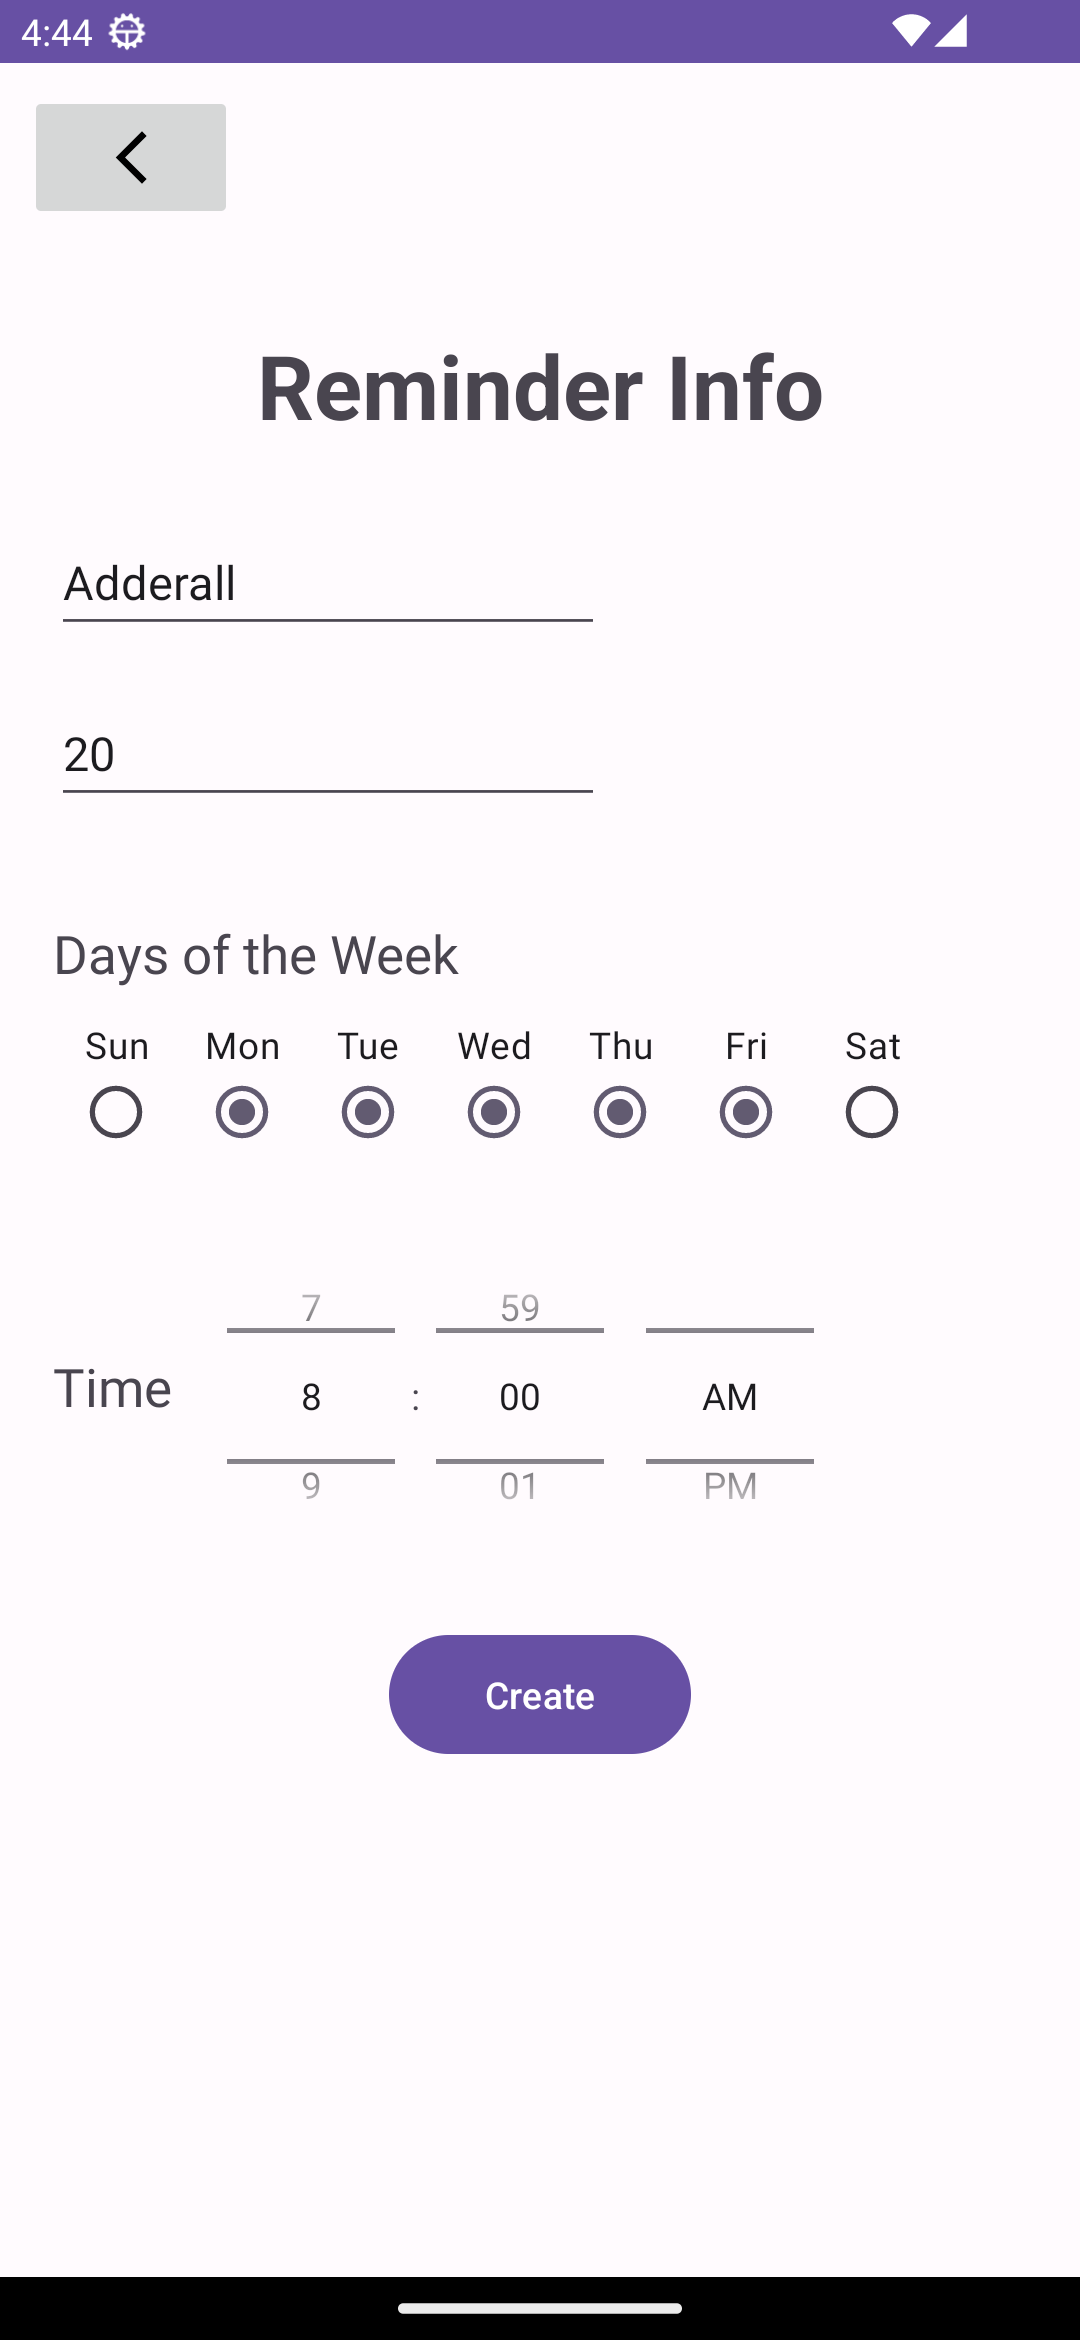 4:44
Reminder Info
Adderall
20
Days of the Week
Sun Mon Tue Wed Thu Fri Sat
7 59
Time 8 : 00 AM
9 01 PM
Create